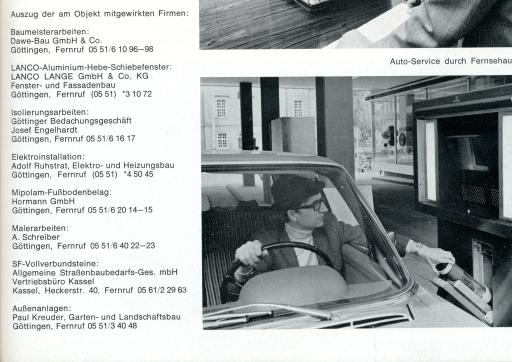 Auszug der am Objekt mitgewirkten Firmen:
Baumeisterarbeiten:
Dawe-Bau GmbH & Co.
Göttingen, Fernruf 05 51/6 10 96—98
LANCO-Aluminium-Hebe-Schiebefenster:
LANCO LANGE GmbH & Co. KG
Fenster- und Fassadenbau
Göttingen, Fernruf (05 51) *3 10 72
Isolierungsarbeiten:
Göttinger Bedachungsgeschäft
Josef Engelhardt
Göttingen, Fernruf 05 51/6 16 17
Elektroinstallation:
Adolf Ruhstrat, Elektro- und Heizungsbau
Göttingen, Fernruf (05 51) *4 50 45
Mipolam-Fußbodenbelag:
Hormann GmbH
Göttingen, Fernruf 05 51/6 20 14—15
Malerarbeiten:
A. Schreiber
Göttingen, Fernruf 05 51/6 40 22—23
SF-Vollverbundsteine:
Allgemeine Straßenbaubedarfs-Ges. mbH
Vertriebsbüro Kassel
Kassel, Heckerstr. 40, Fernruf 05 61/2 29 63
Außenanlagen:
Paul Kreuder, Garten- und Landschaftsbau
Göttingen, Fernruf 05 51/3 40 48
Auto-Service durch Fernsehau